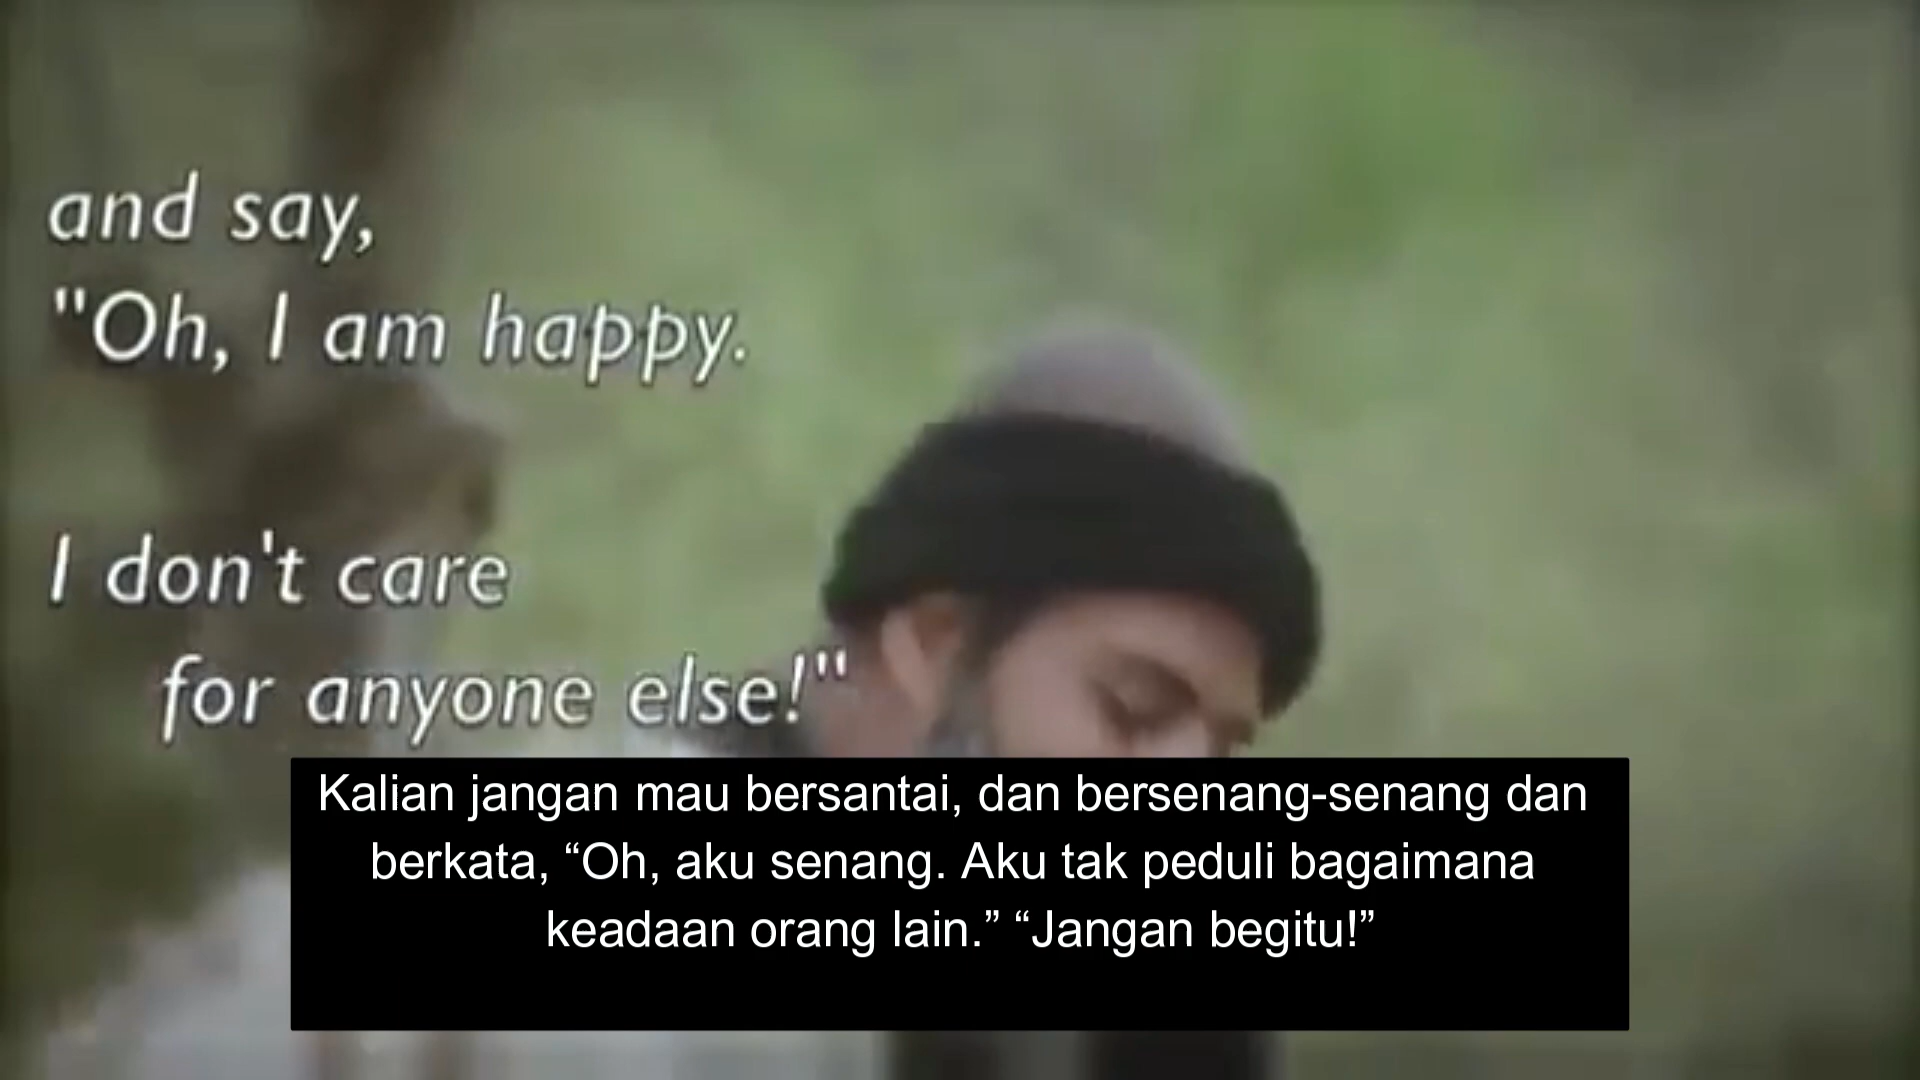 and say,
"Oh, I am happy.
I don't care
for anyone else!"
Kalian jangan mau bersantai, dan bersenang-senang dan
berkata, “Oh, aku senang. Aku tak peduli bagaimana
keadaan orang lain.” “Jangan begitu!”